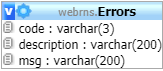 v webrns.Errors
code : varchar(3)
description : varchar(200)
msg : varchar(200)